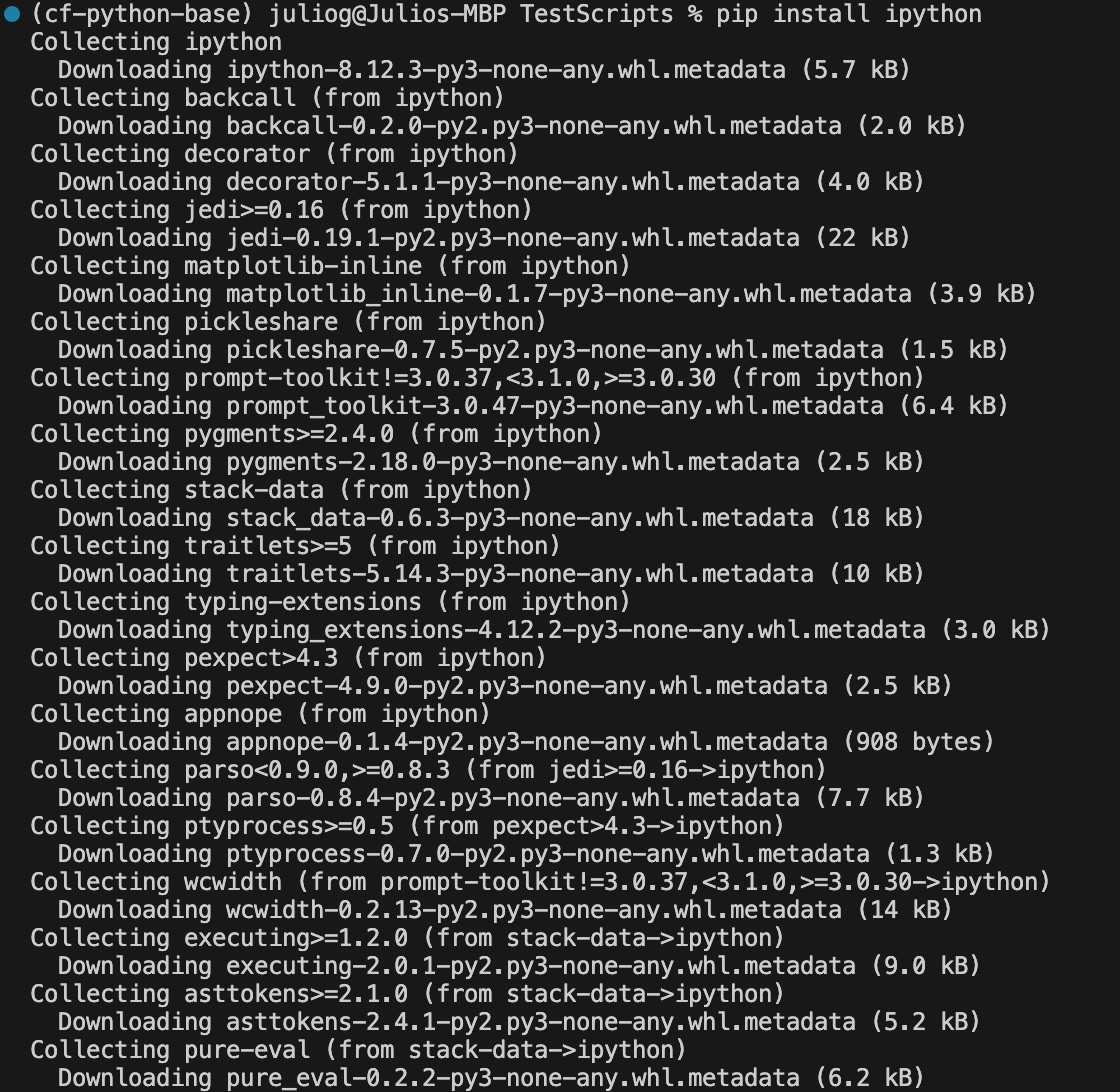 (cf-python-base) juliog@Julios-MBP TestScripts % pip install ipython
Collecting ipython
  Downloading ipython-8.12.3-py3-none-any.whl.metadata (5.7 kB)
Collecting backcall (from ipython)
  Downloading backcall-0.2.0-py2.py3-none-any.whl.metadata (2.0 kB)
Collecting decorator (from ipython)
  Downloading decorator-5.1.1-py3-none-any.whl.metadata (4.0 kB)
Collecting jedi>=0.16 (from ipython)
  Downloading jedi-0.19.1-py2.py3-none-any.whl.metadata (22 kB)
Collecting matplotlib-inline (from ipython)
  Downloading matplotlib_inline-0.1.7-py3-none-any.whl.metadata (3.9 kB)
Collecting pickleshare (from ipython)
  Downloading pickleshare-0.7.5-py2.py3-none-any.whl.metadata (1.5 kB)
Collecting prompt-toolkit!=3.0.37,<3.1.0,>=3.0.30 (from ipython)
  Downloading prompt_toolkit-3.0.47-py3-none-any.whl.metadata (6.4 kB)
Collecting pygments>=2.4.0 (from ipython)
  Downloading pygments-2.18.0-py3-none-any.whl.metadata (2.5 kB)
Collecting stack-data (from ipython)
  Downloading stack_data-0.6.3-py3-none-any.whl.metadata (18 kB)
Collecting traitlets>=5 (from ipython)
  Downloading traitlets-5.14.3-py3-none-any.whl.metadata (10 kB)
Collecting typing-extensions (from ipython)
  Downloading typing_extensions-4.12.2-py3-none-any.whl.metadata (3.0 kB)
Collecting pexpect>4.3 (from ipython)
  Downloading pexpect-4.9.0-py2.py3-none-any.whl.metadata (2.5 kB)
Collecting appnope (from ipython)
  Downloading appnope-0.1.4-py2.py3-none-any.whl.metadata (908 bytes)
Collecting parso<0.9.0,>=0.8.3 (from jedi>=0.16->ipython)
  Downloading parso-0.8.4-py2.py3-none-any.whl.metadata (7.7 kB)
Collecting ptyprocess>=0.5 (from pexpect>4.3->ipython)
  Downloading ptyprocess-0.7.0-py2.py3-none-any.whl.metadata (1.3 kB)
Collecting wcwidth (from prompt-toolkit!=3.0.37,<3.1.0,>=3.0.30->ipython)
  Downloading wcwidth-0.2.13-py2.py3-none-any.whl.metadata (14 kB)
Collecting executing>=1.2.0 (from stack-data->ipython)
  Downloading executing-2.0.1-py2.py3-none-any.whl.metadata (9.0 kB)
Collecting asttokens>=2.1.0 (from stack-data->ipython)
  Downloading asttokens-2.4.1-py2.py3-none-any.whl.metadata (5.2 kB)
Collecting pure-eval (from stack-data->ipython)
  Downloading pure_eval-0.2.2-py3-none-any.whl.metadata (6.2 kB)